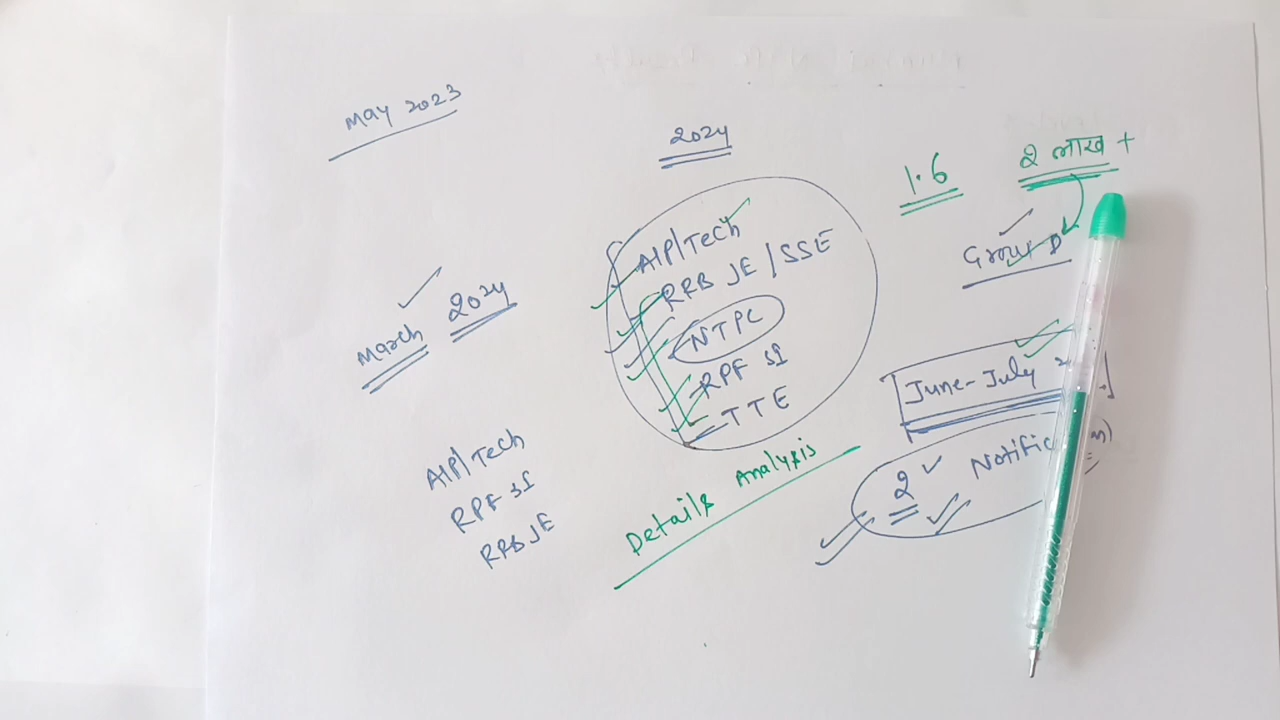 May 2023
2024
1.6
2 लाख +
Group D
March 2024
AlP/Tech
RRB JE/SSE
NTPC
RPF SI
TTE
June-July
2 Notific
AlP/Tech
RPF SI
RRB JE
Details Analysis